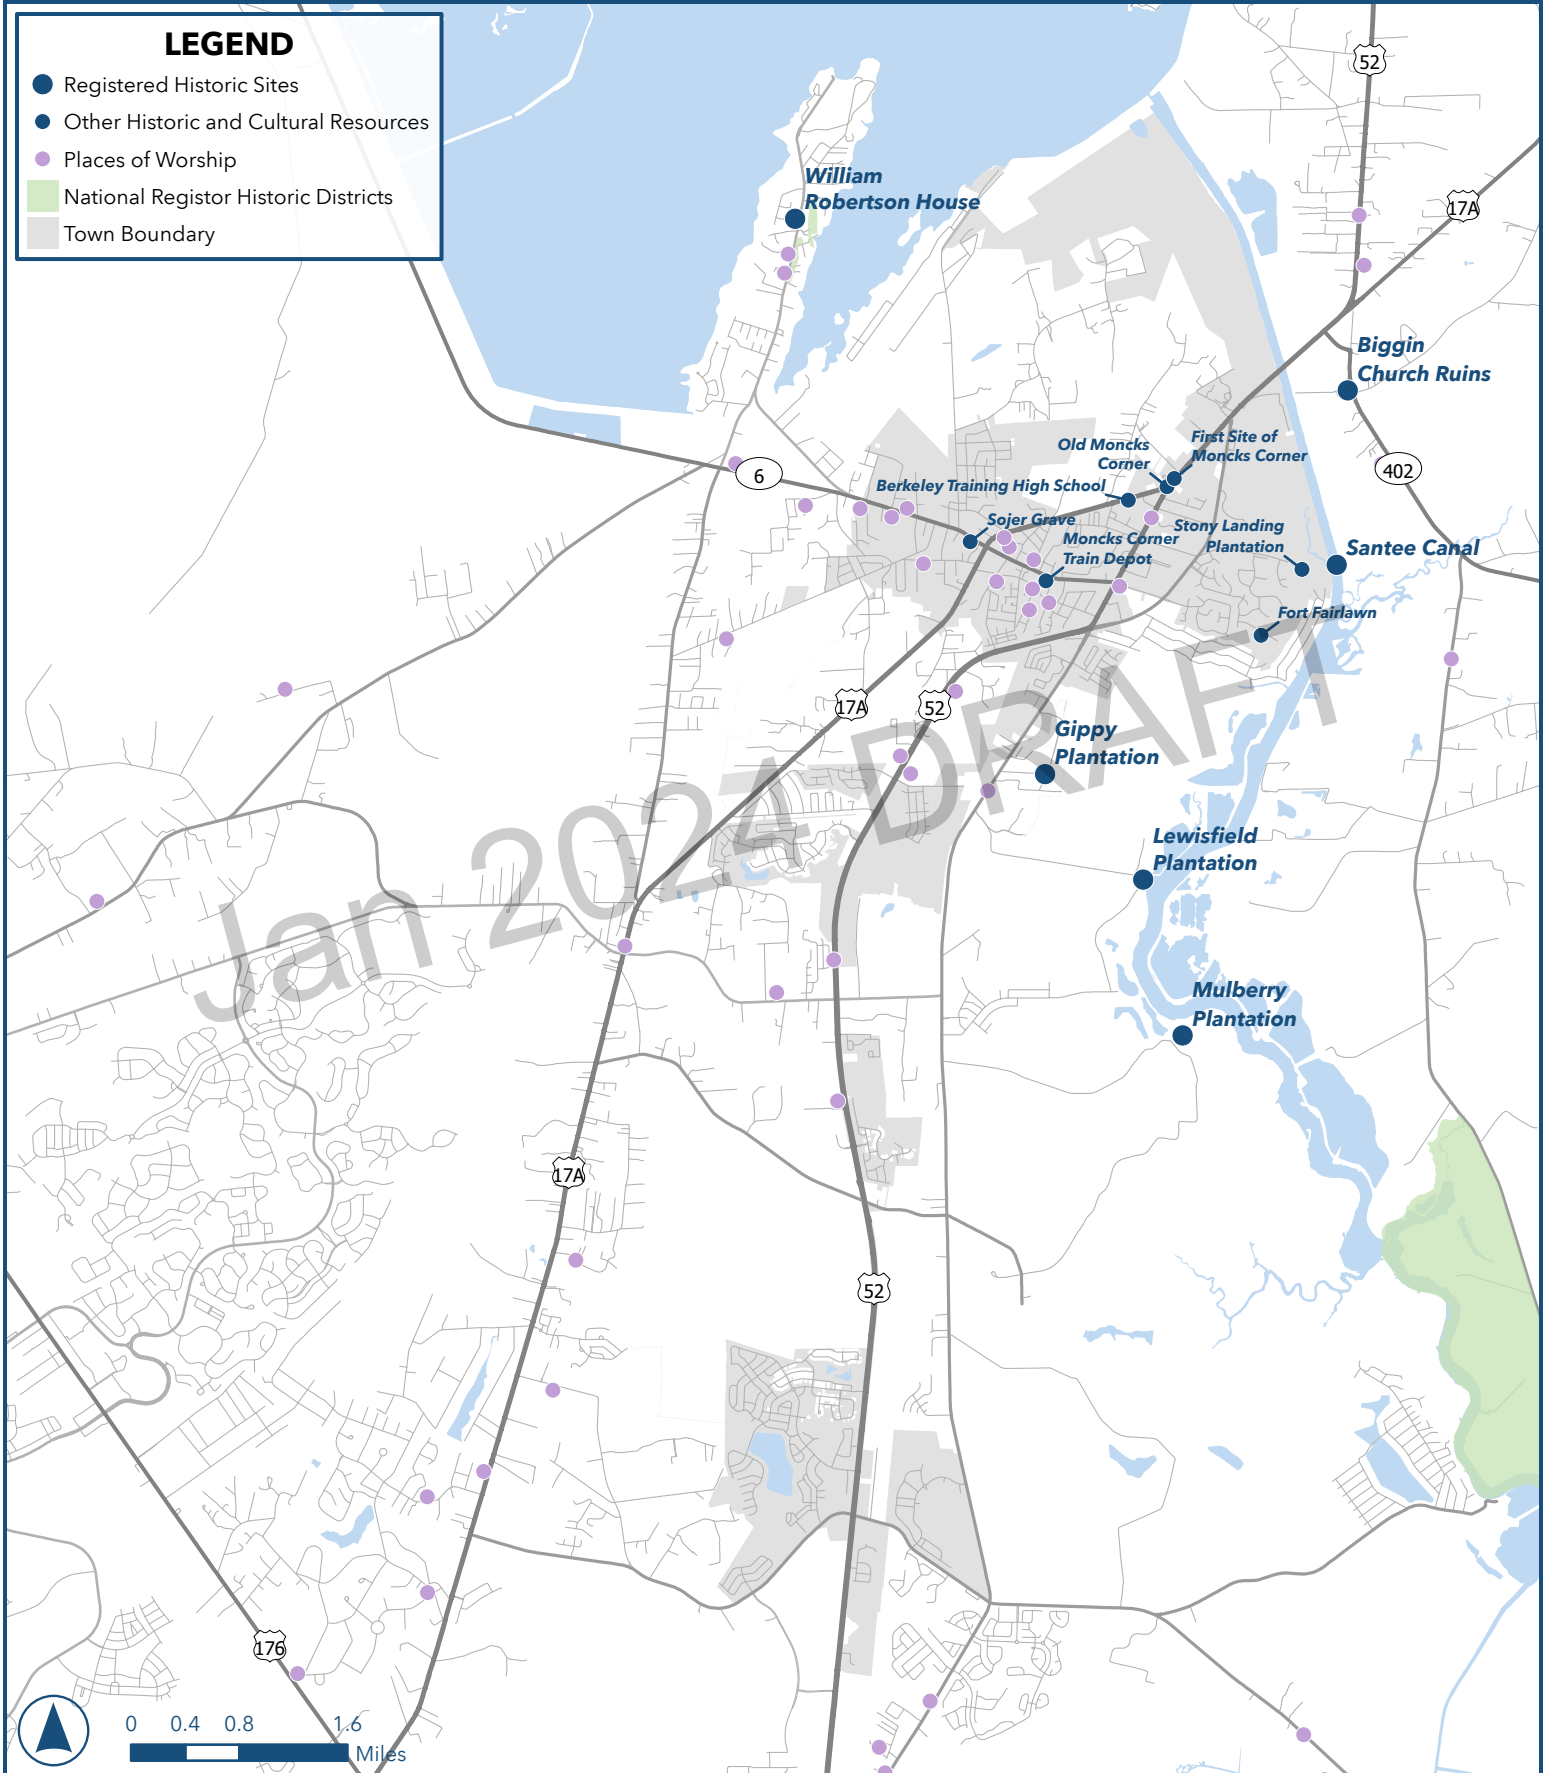 LEGEND
Registered Historic Sites
Other Historic and Cultural Resources
Places of Worship
National Registor Historic Districts
Town Boundary
52
17A
William
Robertson House
Biggin
Church Ruins
Old Moncks
Corner
First Site of
Moncks Corner
6
402
Berkeley Training High School
Sojer Grave
Moncks Corner
Train Depot
Stony Landing
Plantation
Santee Canal
Fort Fairlawn
17A
52
Gippy
Plantation
Jan 2024 DRAFT
Lewisfield
Plantation
Mulberry
Plantation
17A
52
176
0 0.4 0.8 1.6
Miles